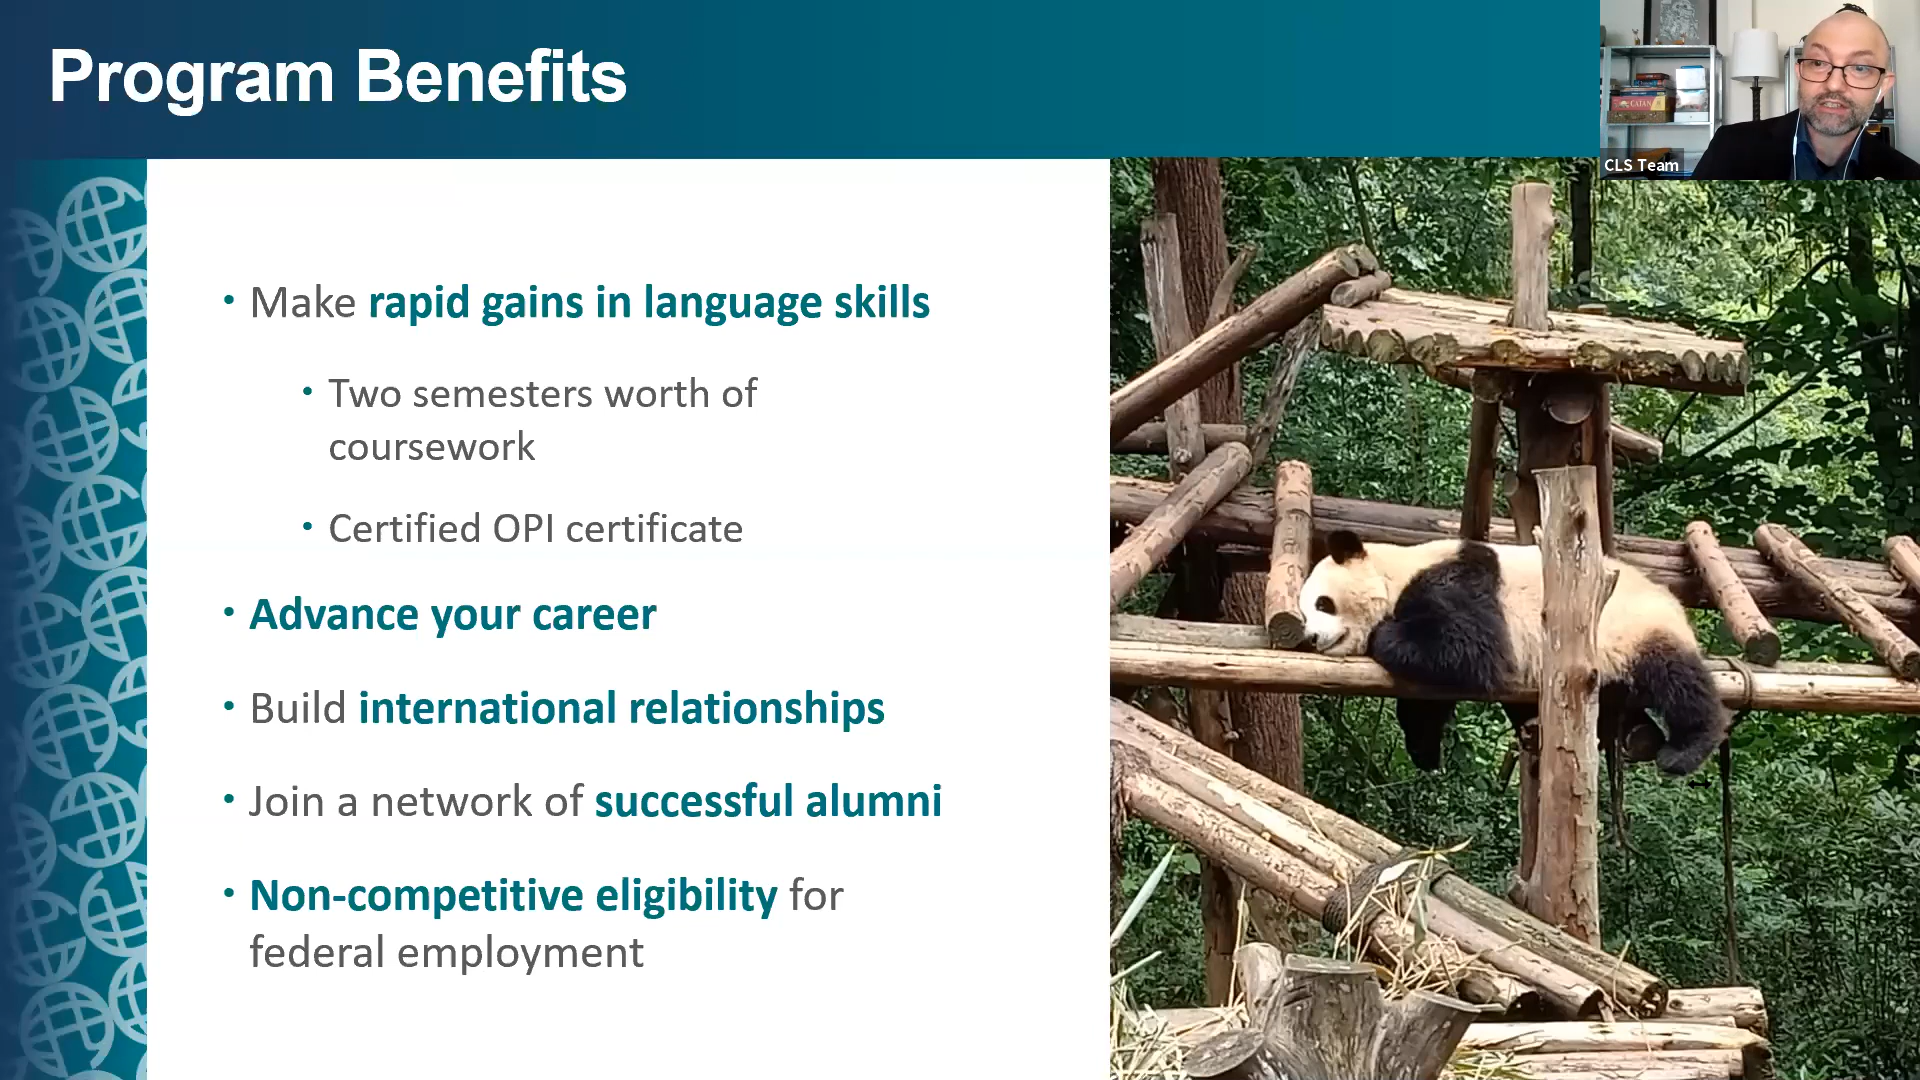 Program Benefits
CATAN
CLS Team
• Make rapid gains in language skills
• Two semesters worth of
coursework
• Certified OPI certificate
• Advance your career
• Build international relationships
• Join a network of successful alumni
• Non-competitive eligibility for
federal employment